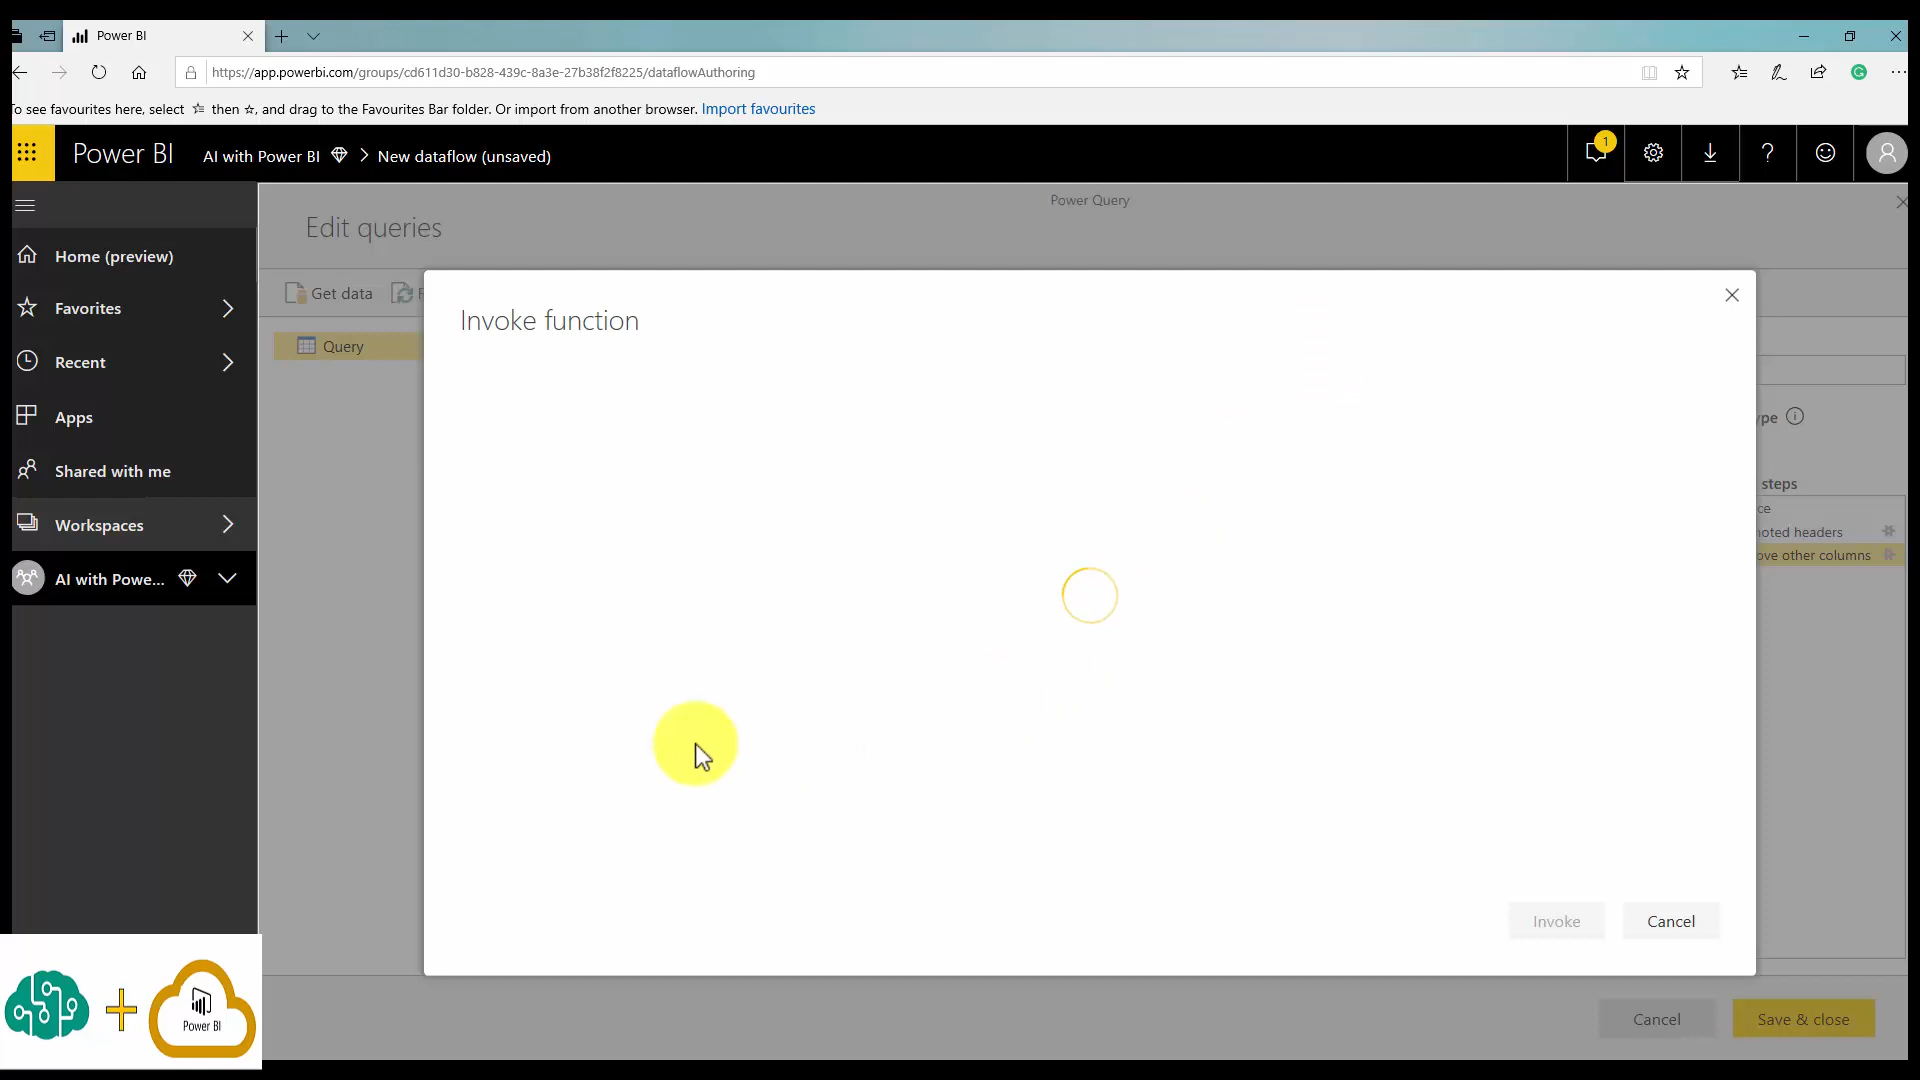 Power BI
https://app.powerbi.com/groups/cd611d30-b828-439c-8a3e-27b38f2f8225/dataflowAuthoring
o see favourites here, select then , and drag to the Favourites Bar folder. Or import from another browser. Import favourites
Power BI AI with Power BI > New dataflow (unsaved)
1
?
Power Query
Edit queries
Home (preview)
Favorites
Recent
Apps
Shared with me
Workspaces
AI with Powe...
Get data
Query
Invoke function
ype
steps
ce
noted headers
ove other columns
Invoke
Cancel
Cancel
Save & close
Power BI